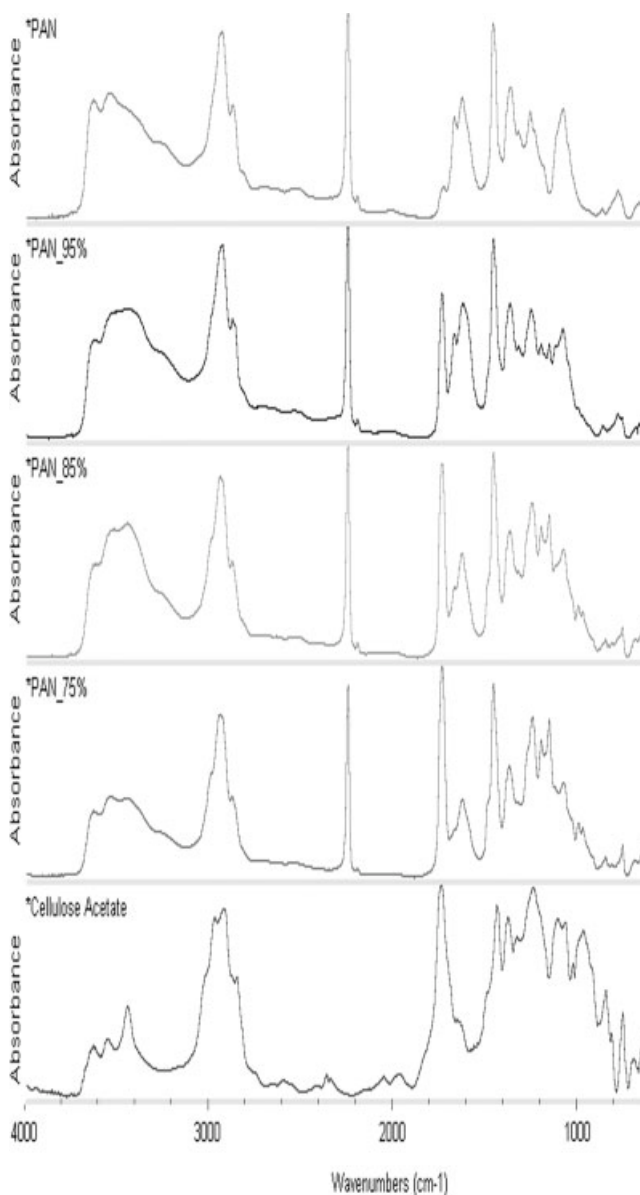 *PAN
Absorbance
*PAN_95%
Absorbance
*PAN_85%
Absorbance
*PAN_75%
Absorbance
*Cellulose Acetate
Absorbance
4000 3000 2000 1000
Wavenumbers (cm-1)